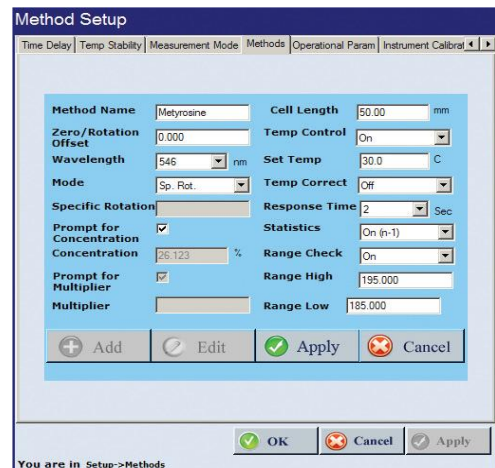 Method Setup
Time Delay Temp Stability Measurement Mode Methods Operational Param Instrument Calibrat
Method Name Metyrosine Cell Length 50.00 mm
Zero/Rotation Offset 0.000 Temp Control On
Wavelength 546 nm Set Temp 30.0 C
Mode Sp. Rot. Temp Correct Off
Specific Rotation Response Time 2 Sec
Prompt for Concentration Statistics On (n-1)
Concentration 26.123 % Range Check On
Prompt for Multiplier Range High 195.000
Multiplier Range Low 185.000
Add Edit Apply Cancel
OK Cancel Apply
You are in Setup->Methods